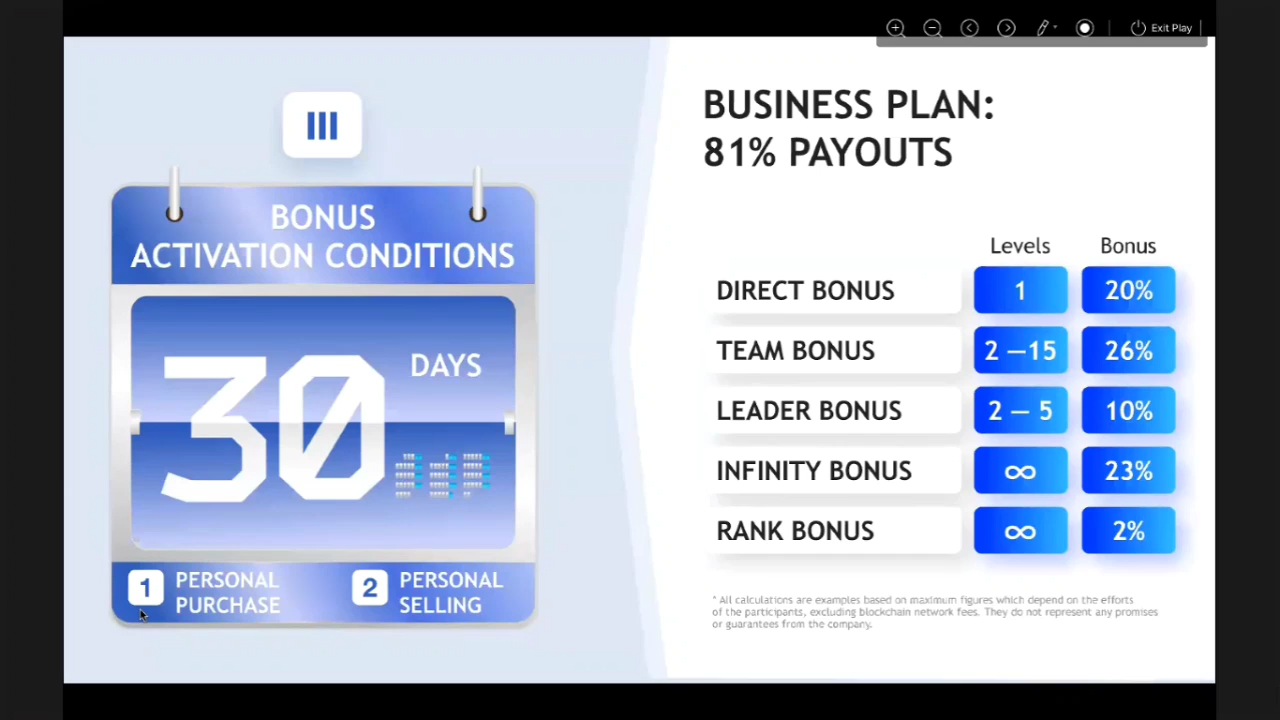 Exit Play
III
BONUS
ACTIVATION CONDITIONS
30
DAYS
1
PERSONAL
PURCHASE
2
PERSONAL
SELLING
BUSINESS PLAN:
81% PAYOUTS
Levels Bonus
DIRECT BONUS 1 20%
TEAM BONUS 2 —15 26%
LEADER BONUS 2 — 5 10%
INFINITY BONUS ∞ 23%
RANK BONUS ∞ 2%
* All calculations are examples based on maximum figures which depend on the efforts
of the participants, excluding blockchain network fees. They do not represent any promises
or guarantees from the company.